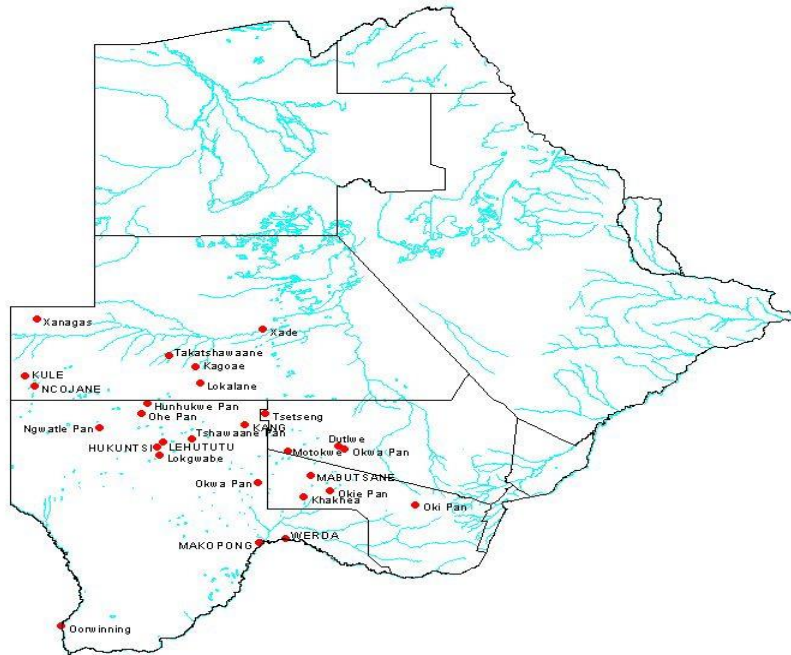 Xanagas
Xade
Takatshawaane
Kagoae
KULE
NCOJANE
Lokalane
Hunhukwe Pan
Ohe Pan
Tsetseng
Ngwatle Pan
KANG
Tshawaane Pan
HUKUNTSI
LEHUTUTU
Lokgwabe
Dutlwe
Motokwe
Okwa Pan
MABUTSANE
Okwa Pan
Okie Pan
Khakhea
Oki Pan
WERDA
MAKOPONG
Oorwinning